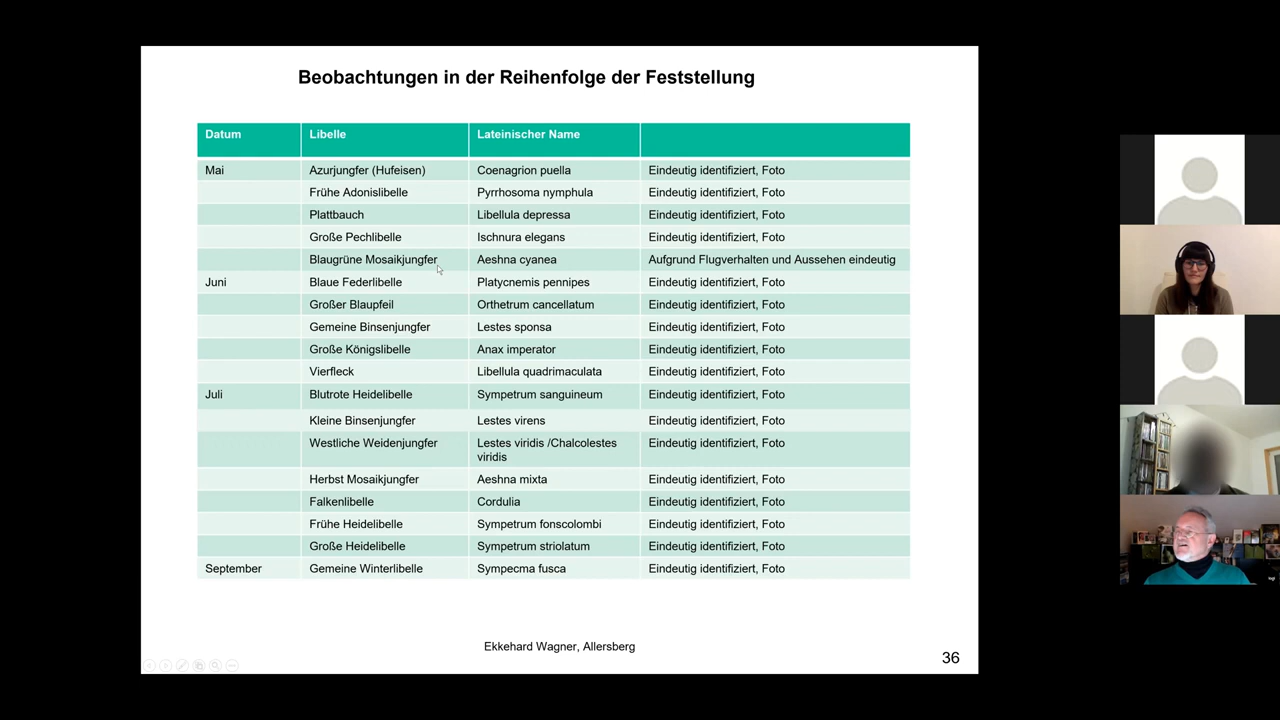 Beobachtungen in der Reihenfolge der Feststellung
Datum Libelle Lateinischer Name
Mai Azurjungfer (Hufeisen) Coenagrion puella Eindeutig identifiziert, Foto
Frühe Adonislibelle Pyrrhosoma nymphula Eindeutig identifiziert, Foto
Plattbauch Libellula depressa Eindeutig identifiziert, Foto
Große Pechlibelle Ischnura elegans Eindeutig identifiziert, Foto
Blaugrüne Mosaikjungfer Aeshna cyanea Aufgrund Flugverhalten und Aussehen eindeutig
Juni Blaue Federlibelle Platycnemis pennipes Eindeutig identifiziert, Foto
Großer Blaupfeil Orthetrum cancellatum Eindeutig identifiziert, Foto
Gemeine Binsenjungfer Lestes sponsa Eindeutig identifiziert, Foto
Große Königslibelle Anax imperator Eindeutig identifiziert, Foto
Vierfleck Libellula quadrimaculata Eindeutig identifiziert, Foto
Juli Blutrote Heidelibelle Sympetrum sanguineum Eindeutig identifiziert, Foto
Kleine Binsenjungfer Lestes virens Eindeutig identifiziert, Foto
Westliche Weidenjungfer Lestes viridis /Chalcolestes Eindeutig identifiziert, Foto
viridis
Herbst Mosaikjungfer Aeshna mixta Eindeutig identifiziert, Foto
Falkenlibelle Cordulia Eindeutig identifiziert, Foto
Frühe Heidelibelle Sympetrum fonscolombi Eindeutig identifiziert, Foto
Große Heidelibelle Sympetrum striolatum Eindeutig identifiziert, Foto
September Gemeine Winterlibelle Sympecma fusca Eindeutig identifiziert, Foto
Ekkehard Wagner, Allersberg
36